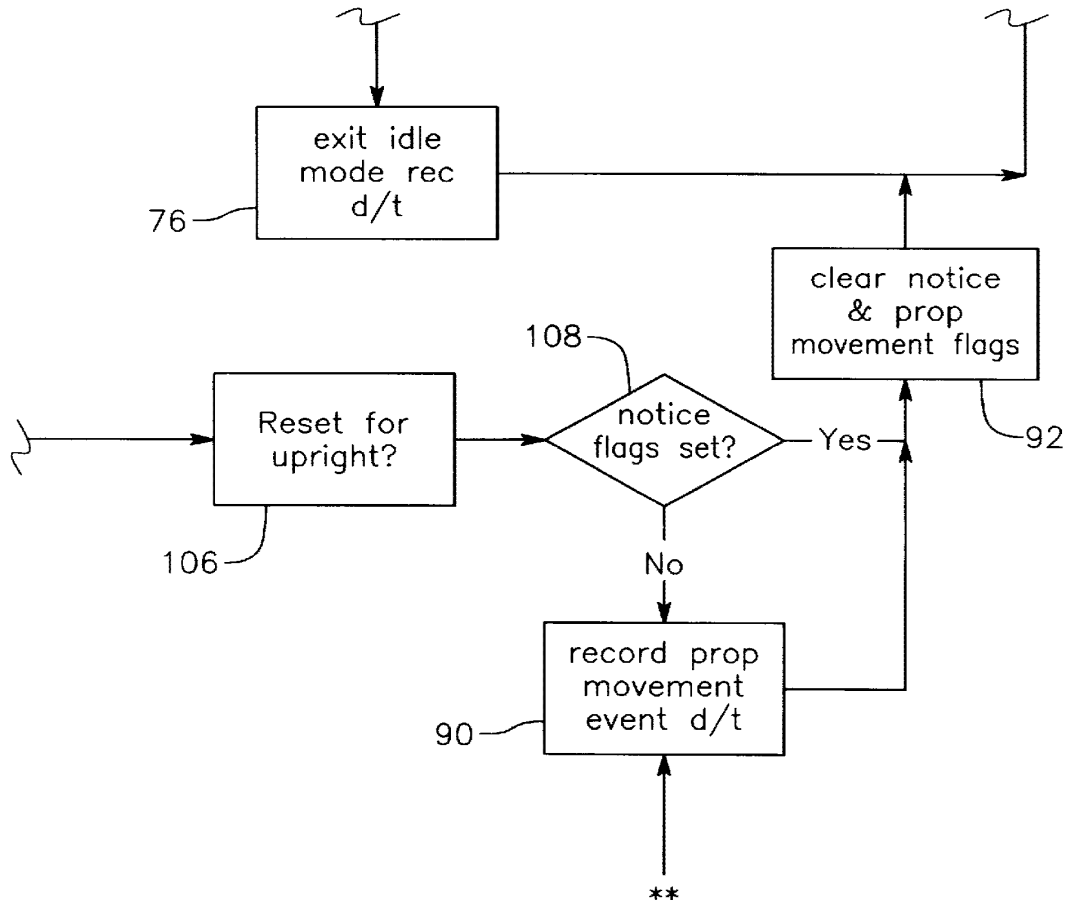 exit idle
mode rec
d/t
76
clear notice
& prop
movement flags
92
108
notice
flags set?
Yes
Reset for
upright?
106
No
record prop
movement
event d/t
90
**